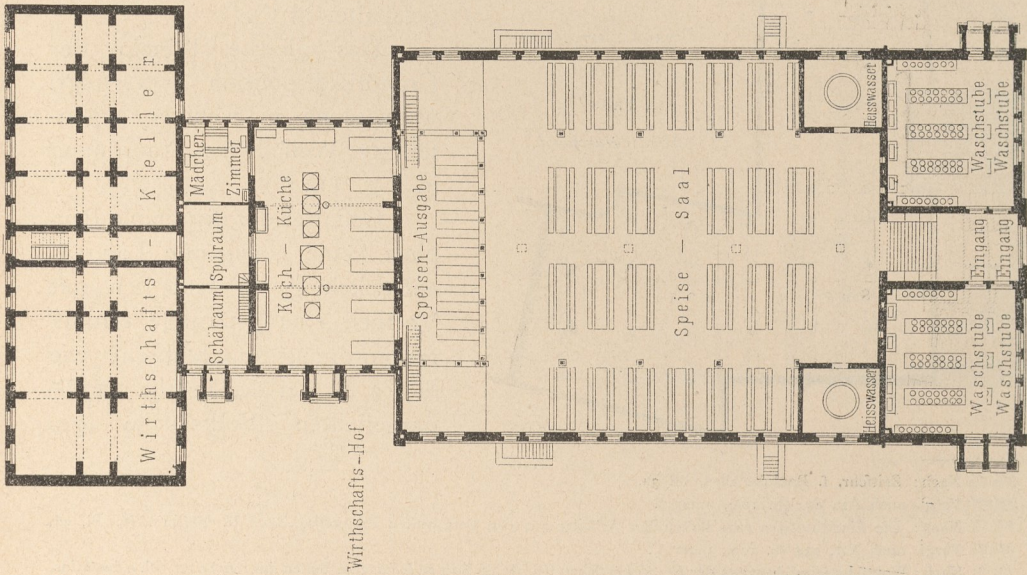 Wirthschafts - Keller
Mädchen-
Zimmer
Spülraum
Schälraum
Koch - Küche
Wirthschafts-Hof
Speisen-Ausgabe
Speise - Saal
Heisswasser
Heisswasser
Waschstube
Waschstube
Eingang
Eingang
Waschstube
Waschstube